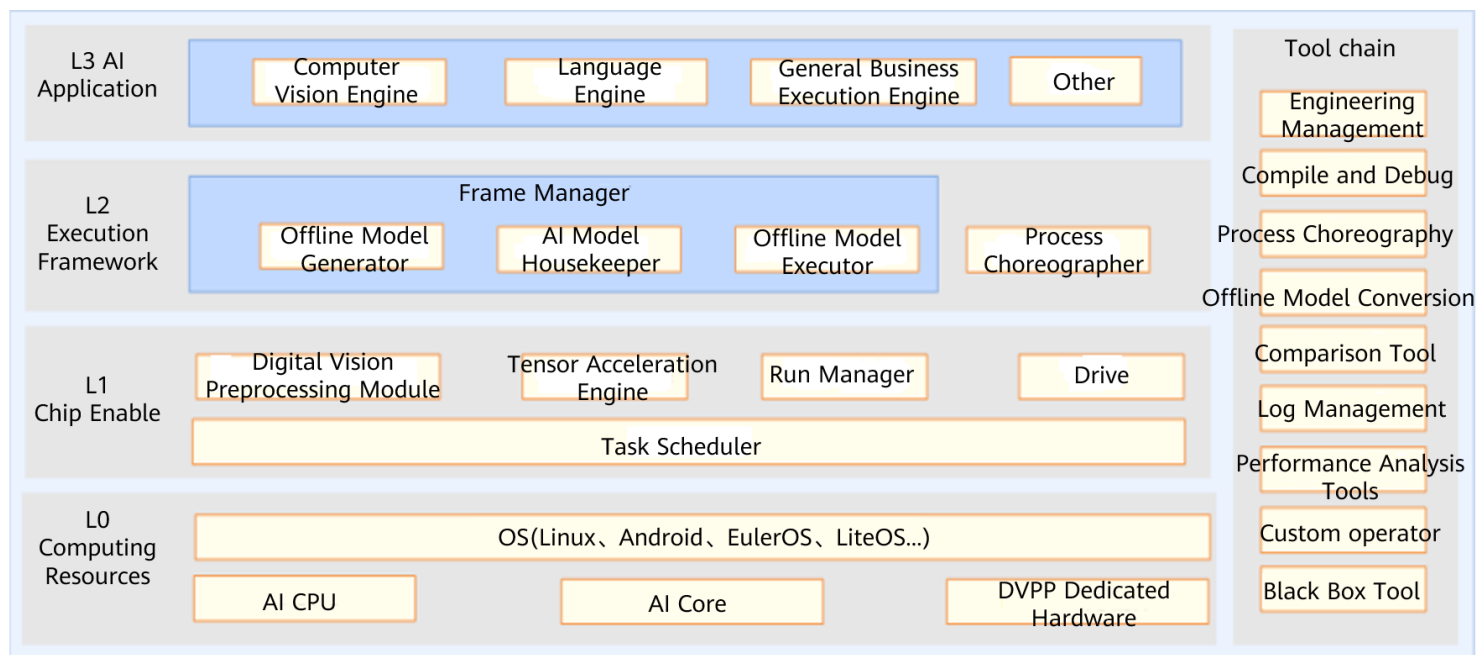 L3 AI
Application
Computer
Vision Engine
Language
Engine
General Business
Execution Engine
Other
L2
Execution
Framework
Frame Manager
Offline Model
Generator
AI Model
Housekeeper
Offline Model
Executor
Process
Choreographer
L1
Chip Enable
Digital Vision
Preprocessing Module
Tensor Acceleration
Engine
Run Manager
Drive
Task Scheduler
L0
Computing
Resources
OS(Linux、Android、EulerOS、LiteOS...)
AI CPU
AI Core
DVPP Dedicated
Hardware
Tool chain
Engineering
Management
Compile and Debug
Process Choreography
Offline Model Conversion
Comparison Tool
Log Management
Performance Analysis
Tools
Custom operator
Black Box Tool